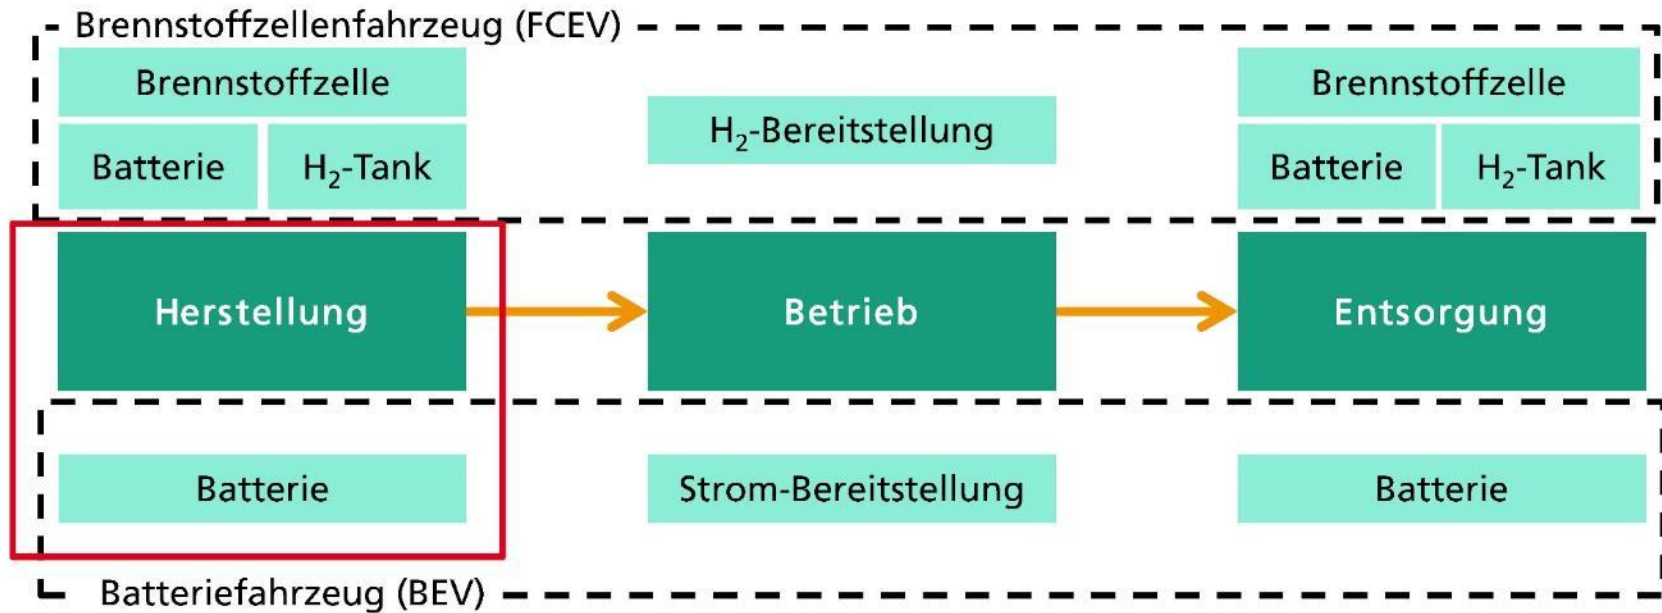 Brennstoffzellenfahrzeug (FCEV)
Brennstoffzelle
Batterie
H₂-Tank
H₂-Bereitstellung
Brennstoffzelle
Batterie
H₂-Tank
Herstellung
Betrieb
Entsorgung
Batterie
Strom-Bereitstellung
Batterie
Batteriefahrzeug (BEV)